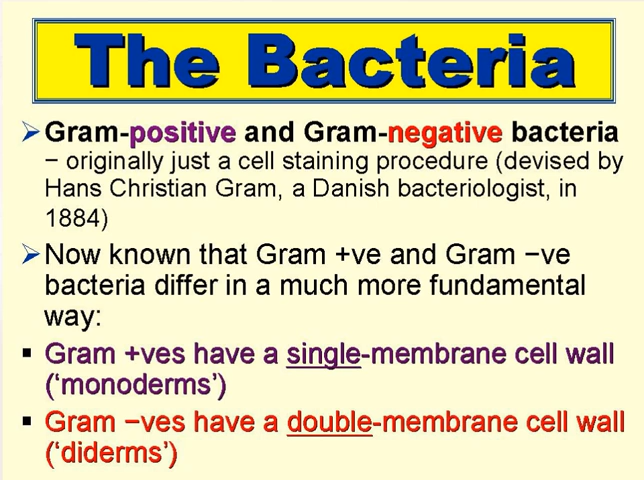 The Bacteria
Gram-positive and Gram-negative bacteria
– originally just a cell staining procedure (devised by
Hans Christian Gram, a Danish bacteriologist, in
1884)
Now known that Gram +ve and Gram −ve
bacteria differ in a much more fundamental
way:
Gram +ves have a single-membrane cell wall
(‘monoderms’)
Gram −ves have a double-membrane cell wall
(‘diderms’)